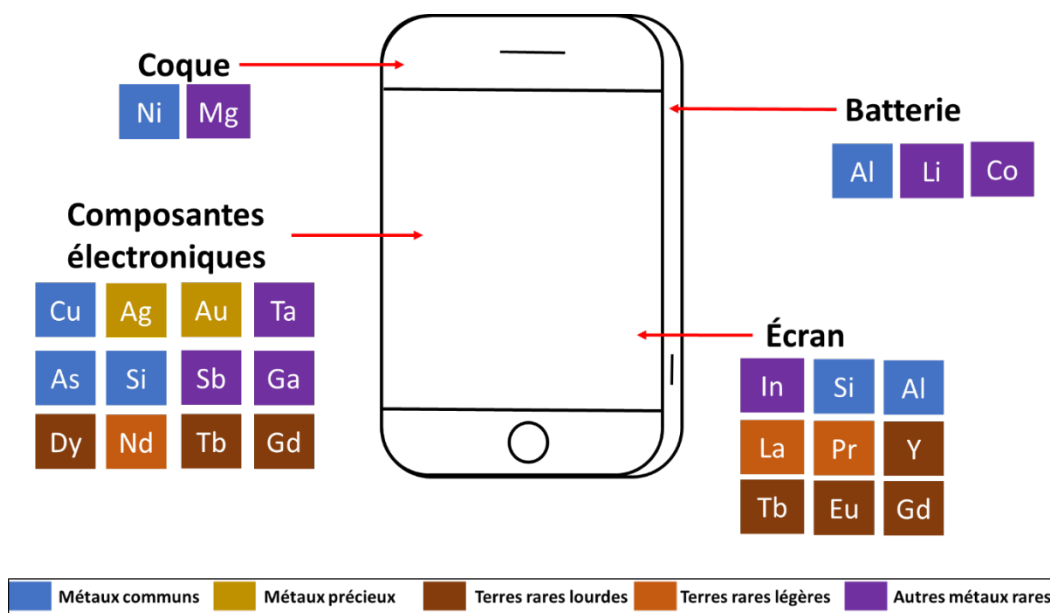 Coque
Ni Mg
Batterie
Al Li Co
Composantes
électroniques
Cu Ag Au Ta
As Si Sb Ga
Dy Nd Tb Gd
Écran
In Si Al
La Pr Y
Tb Eu Gd
Métaux communs Métaux précieux Terres rares lourdes Terres rares légères Autres métaux rares